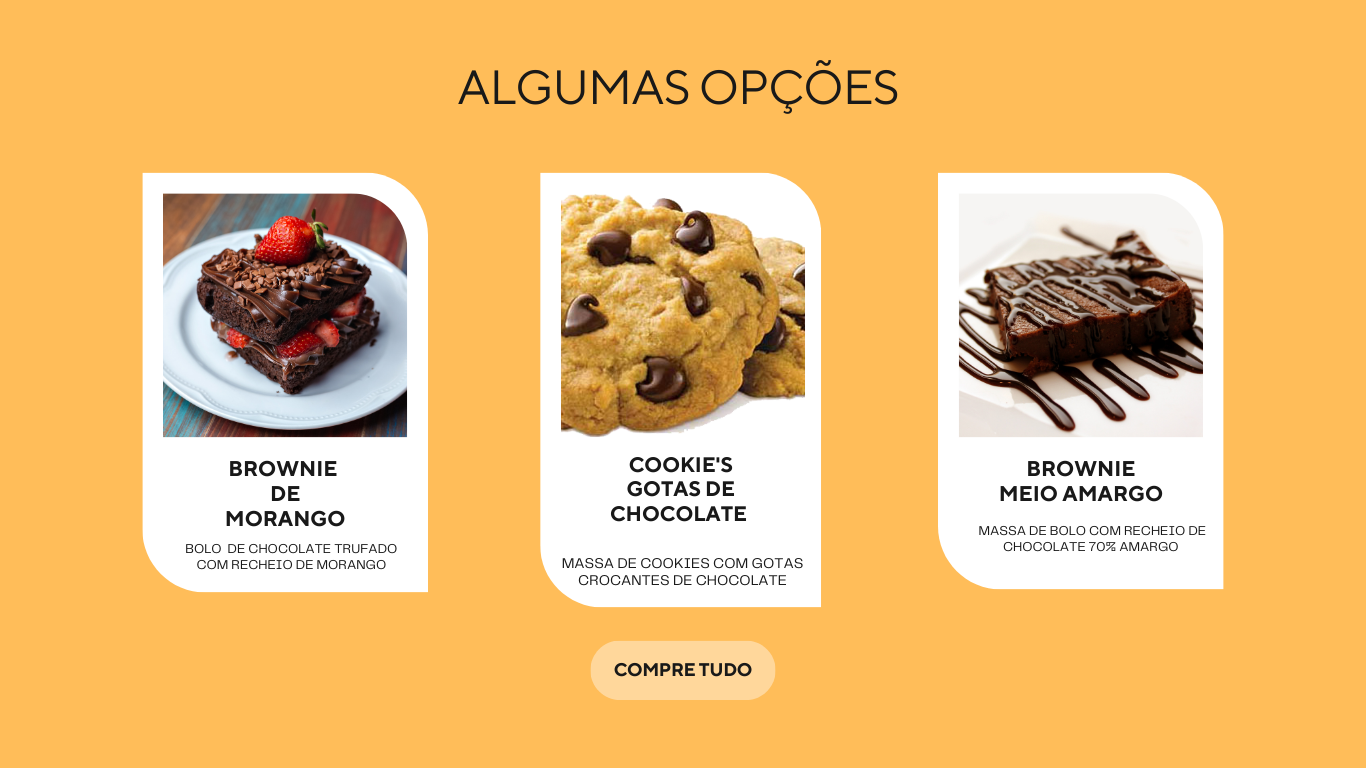 ALGUMAS OPÇÕES
BROWNIE
DE
MORANGO
BOLO  DE CHOCOLATE TRUFADO
COM RECHEIO DE MORANGO
COOKIE'S
GOTAS DE
CHOCOLATE
MASSA DE COOKIES COM GOTAS
CROCANTES DE CHOCOLATE
BROWNIE
MEIO AMARGO
MASSA DE BOLO COM RECHEIO DE
CHOCOLATE 70% AMARGO
COMPRE TUDO